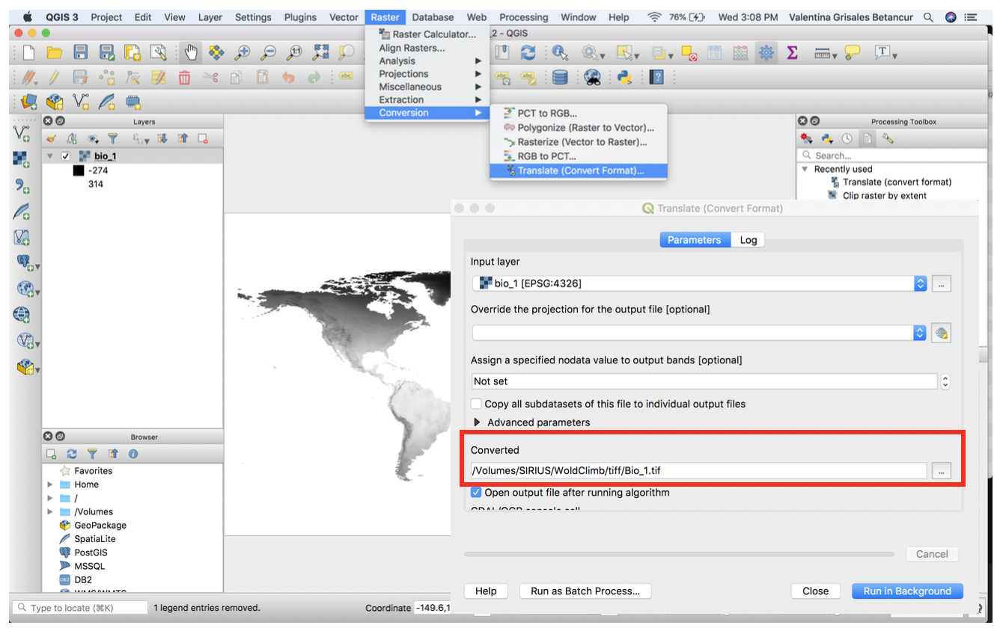 QGIS 3 Project Edit View Layer Settings Plugins Vector Raster Database Web Processing Window Help 76% Wed 3:08 PM Valentina Grisales Betancur
_2 - QGIS
Raster Calculator...
Align Rasters...
Analysis
Projections
Miscellaneous
Extraction
Conversion
PCT to RGB...
Polygonize (Raster to Vector)...
Rasterize (Vector to Raster)...
RGB to PCT...
Translate (Convert Format)...
1:1
abc
abc
abc
T
?
Layers
bio_1
-274
314
Processing Toolbox
Search...
Recently used
Translate (convert format)
Clip raster by extent
Translate (Convert Format)
Parameters Log
Input layer
bio_1 [EPSG:4326]
...
Override the projection for the output file [optional]
Assign a specified nodata value to output bands [optional]
Not set
Copy all subdatasets of this file to individual output files
Advanced parameters
Converted
/Volumes/SIRIUS/WoldClimb/tiff/Bio_1.tif
...
Open output file after running algorithm
GDAL/OGR console call
Cancel
Help Run as Batch Process... Close Run in Background
Browser
Favorites
Home
/
/Volumes
GeoPackage
SpatiaLite
PostGIS
MSSQL
DB2 DB2
WMS/WMTS
Type to locate (⌘K) 1 legend entries removed. Coordinate -149.6,1